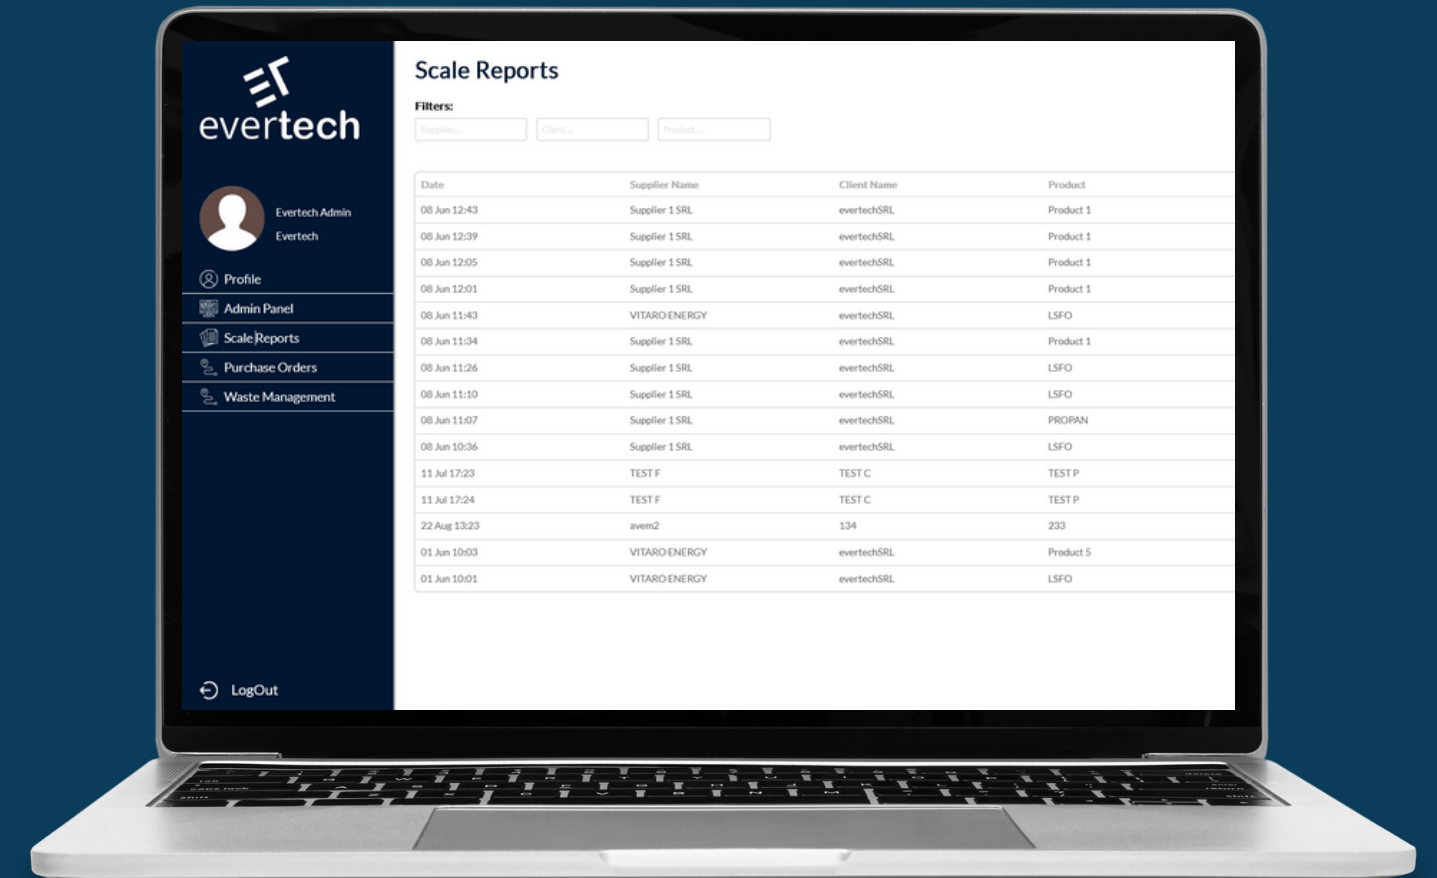 evertech
Evertech Admin
Evertech
Profile
Admin Panel
Scale Reports
Purchase Orders
Waste Management
LogOut
Scale Reports
Filters:
Supplier... Client... Product...
Date Supplier Name Client Name Product
08 Jun 12:43 Supplier 1 SRL evertechSRL Product 1
08 Jun 12:39 Supplier 1 SRL evertechSRL Product 1
08 Jun 12:05 Supplier 1 SRL evertechSRL Product 1
08 Jun 12:01 Supplier 1 SRL evertechSRL Product 1
08 Jun 11:43 VITARO ENERGY evertechSRL LSFO
08 Jun 11:34 Supplier 1 SRL evertechSRL Product 1
08 Jun 11:26 Supplier 1 SRL evertechSRL LSFO
08 Jun 11:10 Supplier 1 SRL evertechSRL LSFO
08 Jun 11:07 Supplier 1 SRL evertechSRL PROPAN
08 Jun 10:36 Supplier 1 SRL evertechSRL LSFO
11 Jul 17:23 TEST F TEST C TEST P
11 Jul 17:24 TEST F TEST C TEST P
22 Aug 13:23 avem2 134 233
01 Jun 10:03 VITARO ENERGY evertechSRL Product 5
01 Jun 10:01 VITARO ENERGY evertechSRL LSFO